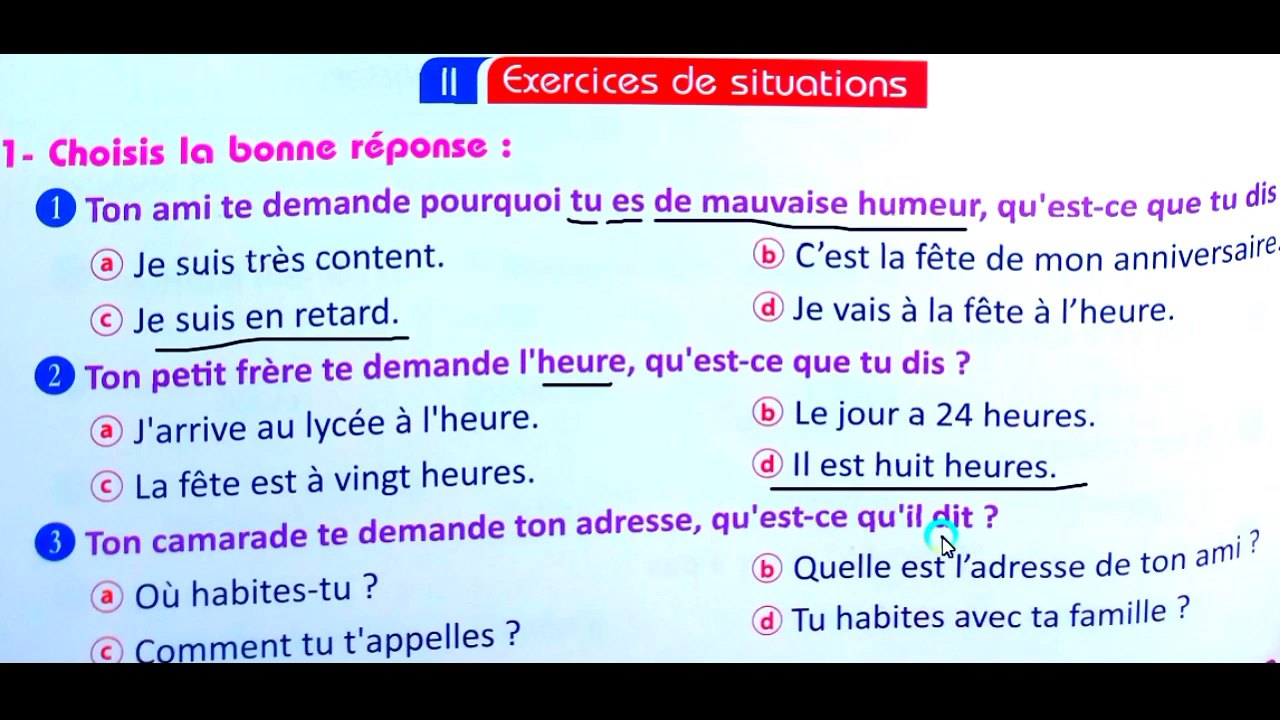 II Exercices de situations
1- Choisis la bonne réponse :
1 Ton ami te demande pourquoi tu es de mauvaise humeur, qu'est-ce que tu dis
a Je suis très content. b C’est la fête de mon anniversaire.
c Je suis en retard. d Je vais à la fête à l’heure.
2 Ton petit frère te demande l'heure, qu'est-ce que tu dis ?
a J'arrive au lycée à l'heure. b Le jour a 24 heures.
c La fête est à vingt heures. d Il est huit heures.
3 Ton camarade te demande ton adresse, qu'est-ce qu'il dit ?
a Où habites-tu ? b Quelle est l’adresse de ton ami ?
c Comment tu t'appelles ? d Tu habites avec ta famille ?